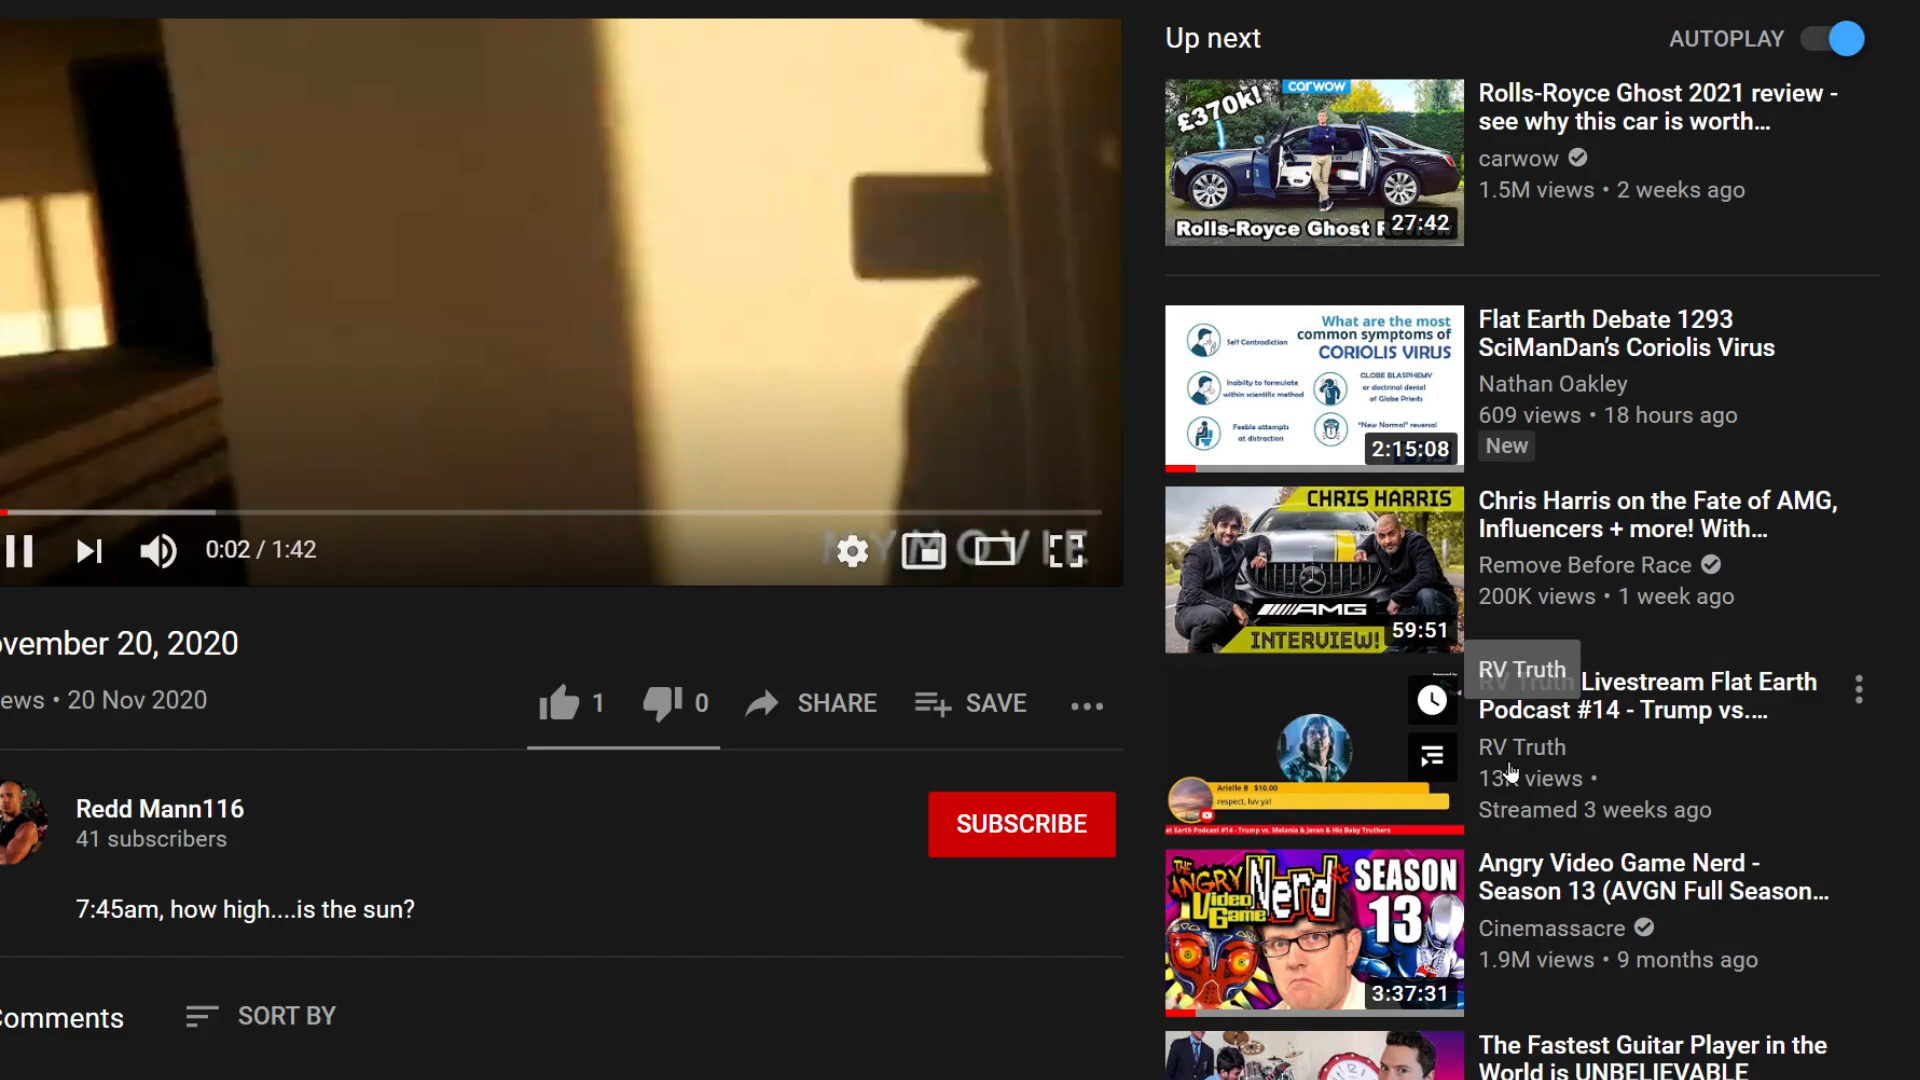 Up next
AUTOPLAY
£370k!
carwow
Rolls-Royce Ghost
27:42
Rolls-Royce Ghost 2021 review -
see why this car is worth...
carwow
1.5M views • 2 weeks ago
What are the most
common symptoms of
CORIOLIS VIRUS
Self Contradiction
Inability to formulate
within scientific method
GLOBE BLASPHEMY
or doctrinal denial
of Globe Priests
Feeble attempts
at distraction
"New Normal" reversal
2:15:08
Flat Earth Debate 1293
SciManDan's Coriolis Virus
Nathan Oakley
609 views • 18 hours ago
New
CHRIS HARRIS
AMG
INTERVIEW!
59:51
Chris Harris on the Fate of AMG,
Influencers + more! With...
Remove Before Race
200K views • 1 week ago
RV Truth
RV Truth Livestream Flat Earth
Podcast #14 - Trump vs....
RV Truth
views •
Streamed 3 weeks ago
Arielle B $10.00
respect, luv ya!
at Earth Podcast #14 - Trump vs. Melania & Jeran & His Baby Truthers
THE ANGRY Video Game Nerd
SEASON
13
3:37:31
Angry Video Game Nerd -
Season 13 (AVGN Full Season...
Cinemassacre
1.9M views • 9 months ago
The Fastest Guitar Player in the
World is UNBELIEVABLE
MYMOVIE
0:02 / 1:42
ovember 20, 2020
ews • 20 Nov 2020
1
0
SHARE
SAVE
Redd Mann116
41 subscribers
SUBSCRIBE
7:45am, how high....is the sun?
Comments
SORT BY